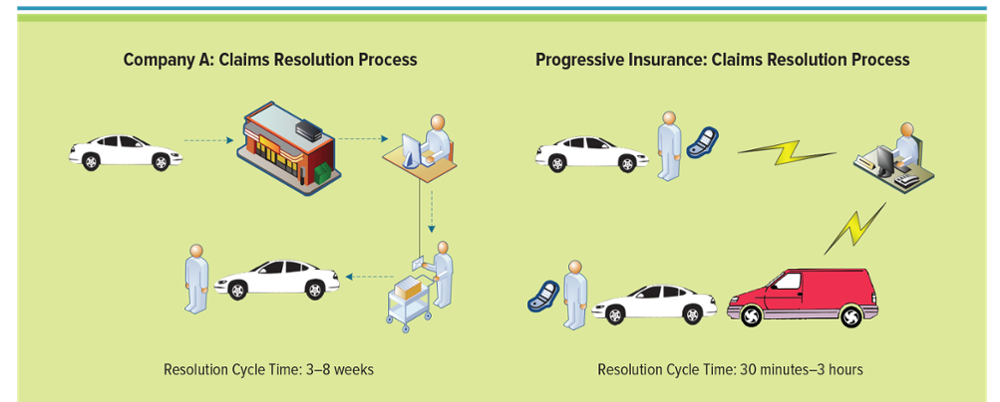 Company A: Claims Resolution Process
Progressive Insurance: Claims Resolution Process
Resolution Cycle Time: 3–8 weeks
Resolution Cycle Time: 30 minutes–3 hours